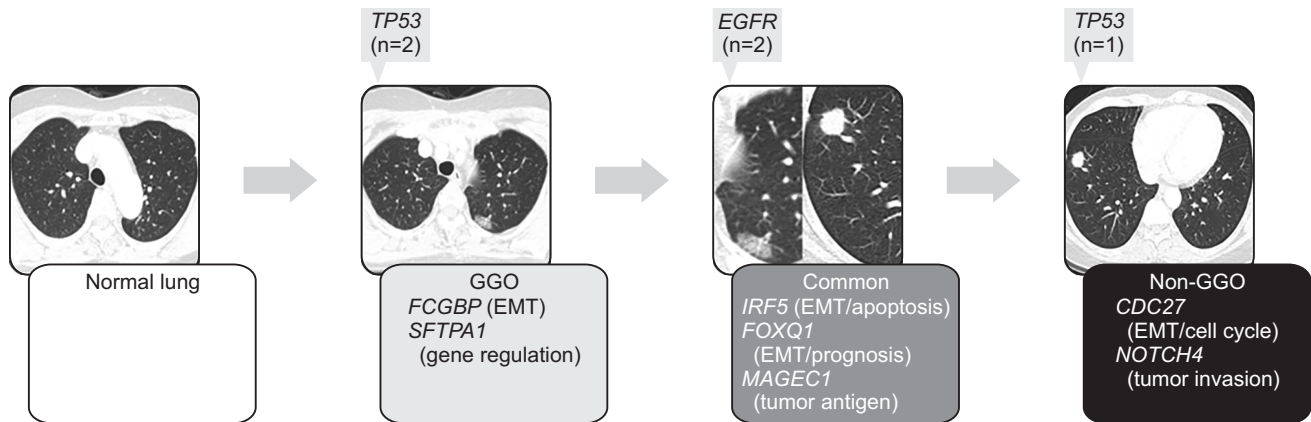 TP53
(n=2)
EGFR
(n=2)
TP53
(n=1)
Normal lung
GGO
FCGBP (EMT)
SFTPA1
(gene regulation)
Common
IRF5 (EMT/apoptosis)
FOXQ1
(EMT/prognosis)
MAGEC1
(tumor antigen)
Non-GGO
CDC27
(EMT/cell cycle)
NOTCH4
(tumor invasion)